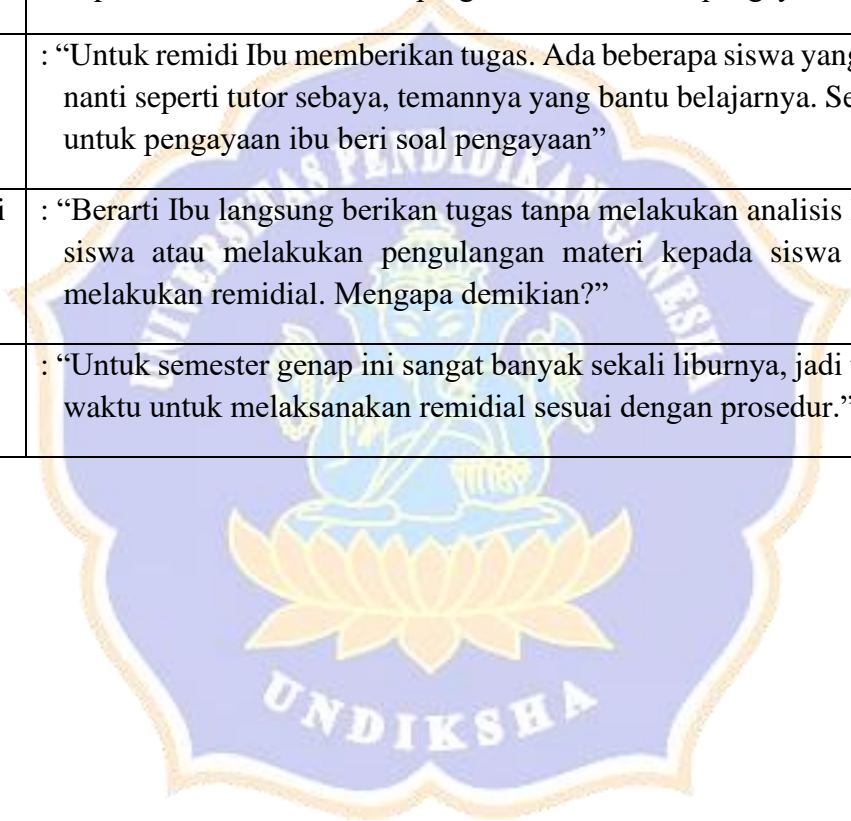 : “Untuk remidi Ibu memberikan tugas. Ada beberapa siswa yang
nanti seperti tutor sebaya, temannya yang bantu belajarnya.
untuk pengayaan ibu beri soal pengayaan”
: “Berarti Ibu langsung berikan tugas tanpa melakukan analisis
siswa atau melakukan pengulangan materi kepada siswa
melakukan remidial. Mengapa demikian?”
: “Untuk semester genap ini sangat banyak sekali liburnya, jadi
waktu untuk melaksanakan remidial sesuai dengan prosedur.”
UNIVERSITAS PENDIDIKAN GANESHA
UNDIKSHA